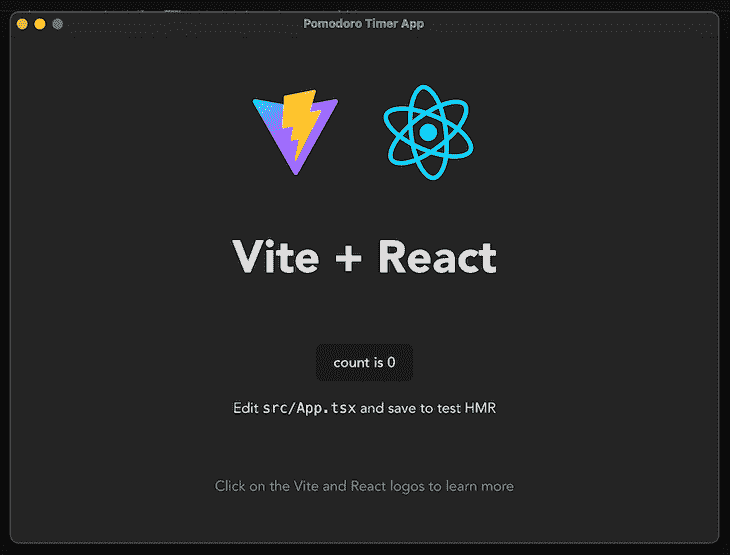 Pomodoro Timer App
Vite + React
count is 0
Edit src/App.tsx and save to test HMR
Click on the Vite and React logos to learn more